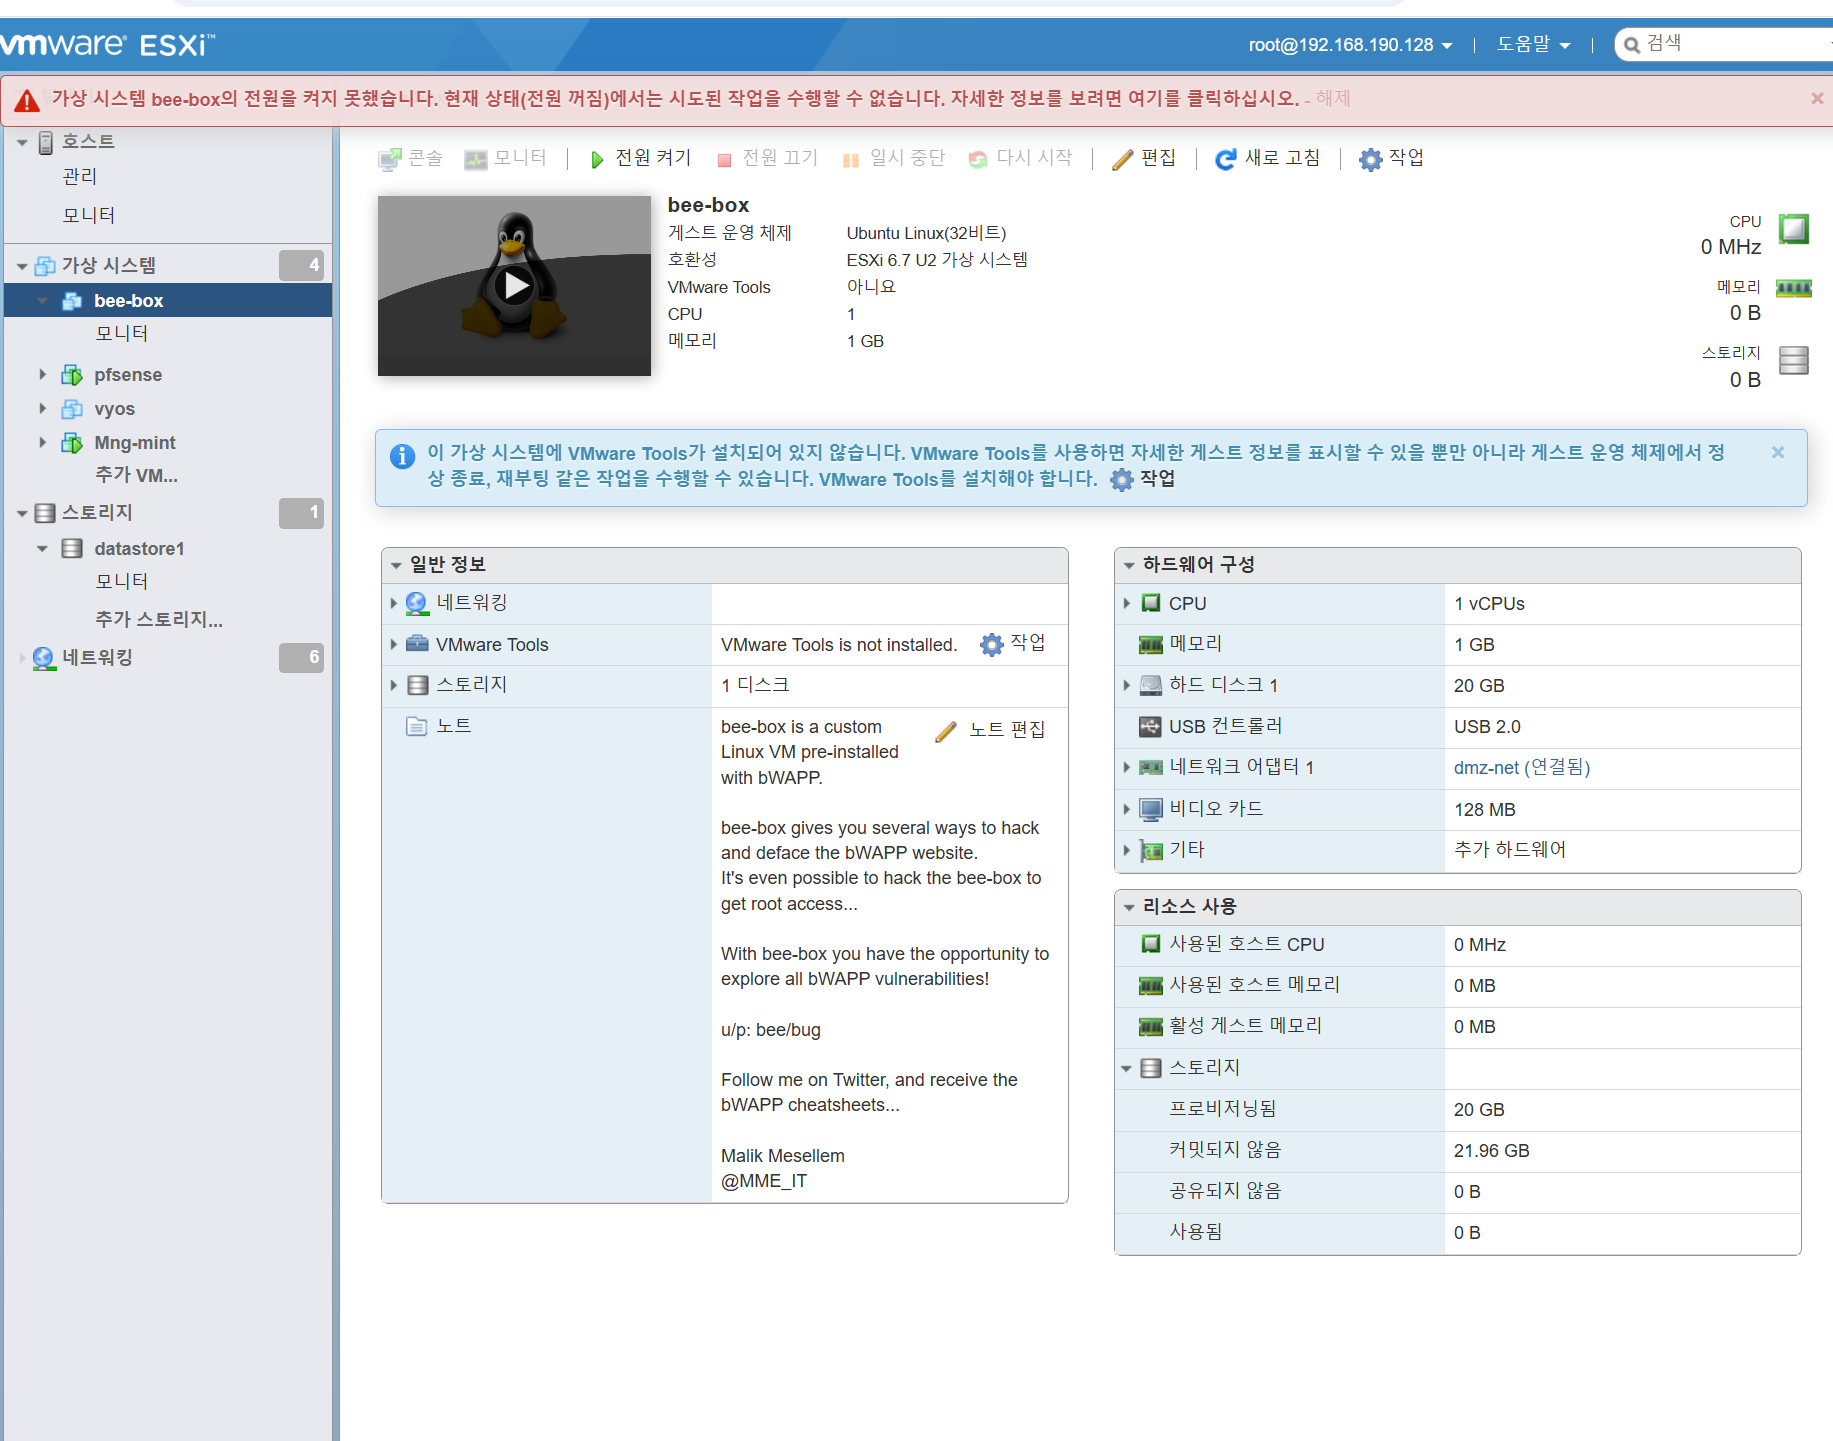 vmware ESXi™
root@192.168.190.128
도움말
검색
가상 시스템 bee-box의 전원을 켜지 못했습니다. 현재 상태(전원 꺼짐)에서는 시도된 작업을 수행할 수 없습니다. 자세한 정보를 보려면 여기를 클릭하십시오. - 해제
호스트
관리
모니터
가상 시스템 4
bee-box
모니터
pfsense
vyos
Mng-mint
추가 VM...
스토리지 1
datastore1
모니터
추가 스토리지...
네트워킹 6
콘솔 모니터 전원 켜기 전원 끄기 일시 중단 다시 시작 편집 새로 고침 작업
bee-box
게스트 운영 체제 Ubuntu Linux(32비트)
호환성 ESXi 6.7 U2 가상 시스템
VMware Tools 아니요
CPU 1
메모리 1 GB
CPU
0 MHz
메모리
0 B
스토리지
0 B
이 가상 시스템에 VMware Tools가 설치되어 있지 않습니다. VMware Tools를 사용하면 자세한 게스트 정보를 표시할 수 있을 뿐만 아니라 게스트 운영 체제에서 정
상 종료, 재부팅 같은 작업을 수행할 수 있습니다. VMware Tools를 설치해야 합니다. 작업
일반 정보
네트워킹
VMware Tools VMware Tools is not installed. 작업
스토리지 1 디스크
노트 노트 편집
bee-box is a custom
Linux VM pre-installed
with bWAPP.
bee-box gives you several ways to hack
and deface the bWAPP website.
It's even possible to hack the bee-box to
get root access...
With bee-box you have the opportunity to
explore all bWAPP vulnerabilities!
u/p: bee/bug
Follow me on Twitter, and receive the
bWAPP cheatsheets...
Malik Mesellem
@MME_IT
하드웨어 구성
CPU 1 vCPUs
메모리 1 GB
하드 디스크 1 20 GB
USB 컨트롤러 USB 2.0
네트워크 어댑터 1 dmz-net (연결됨)
비디오 카드 128 MB
기타 추가 하드웨어
리소스 사용
사용된 호스트 CPU 0 MHz
사용된 호스트 메모리 0 MB
활성 게스트 메모리 0 MB
스토리지
프로비저닝됨 20 GB
커밋되지 않음 21.96 GB
공유되지 않음 0 B
사용됨 0 B